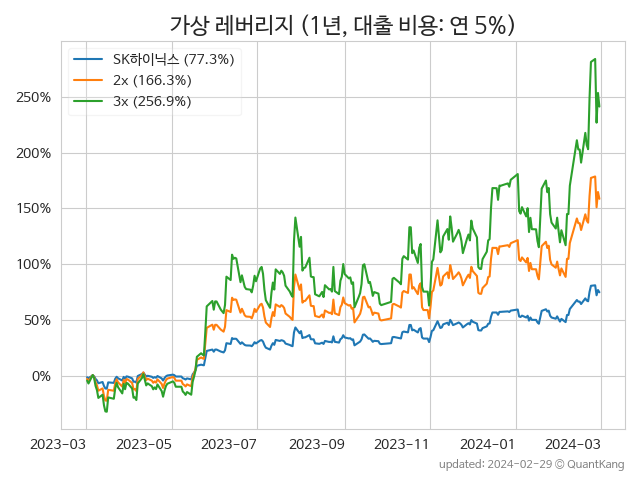 가상 레버리지 (1년, 대출 비용: 연 5%)
SK하이닉스 (77.3%)
2x (166.3%)
3x (256.9%)
250%
200%
150%
100%
50%
0%
2023-03 2023-05 2023-07 2023-09 2023-11 2024-01 2024-03
updated: 2024-02-29 © QuantKang